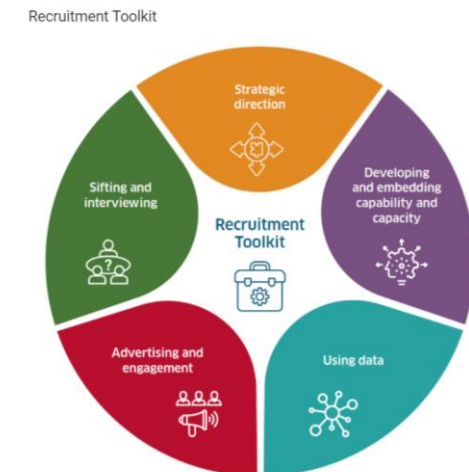 Recruitment Toolkit
Strategic
direction
Developing
and embedding
capability and
capacity
Using data
Advertising and
engagement
Sifting and
interviewing
Recruitment
Toolkit
?